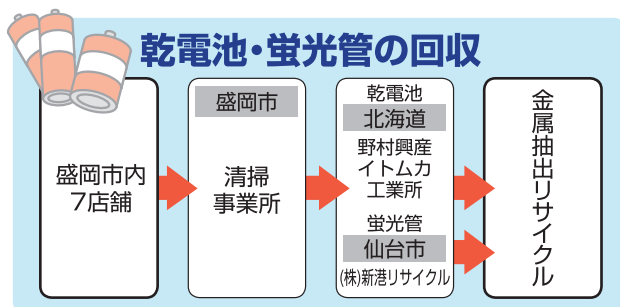 乾電池・蛍光管の回収
盛岡市内
7店舗
盛岡市
清掃
事業所
乾電池
北海道
野村興産
イトムカ
工業所
蛍光管
仙台市
(株)新港リサイクル
金属抽出リサイクル